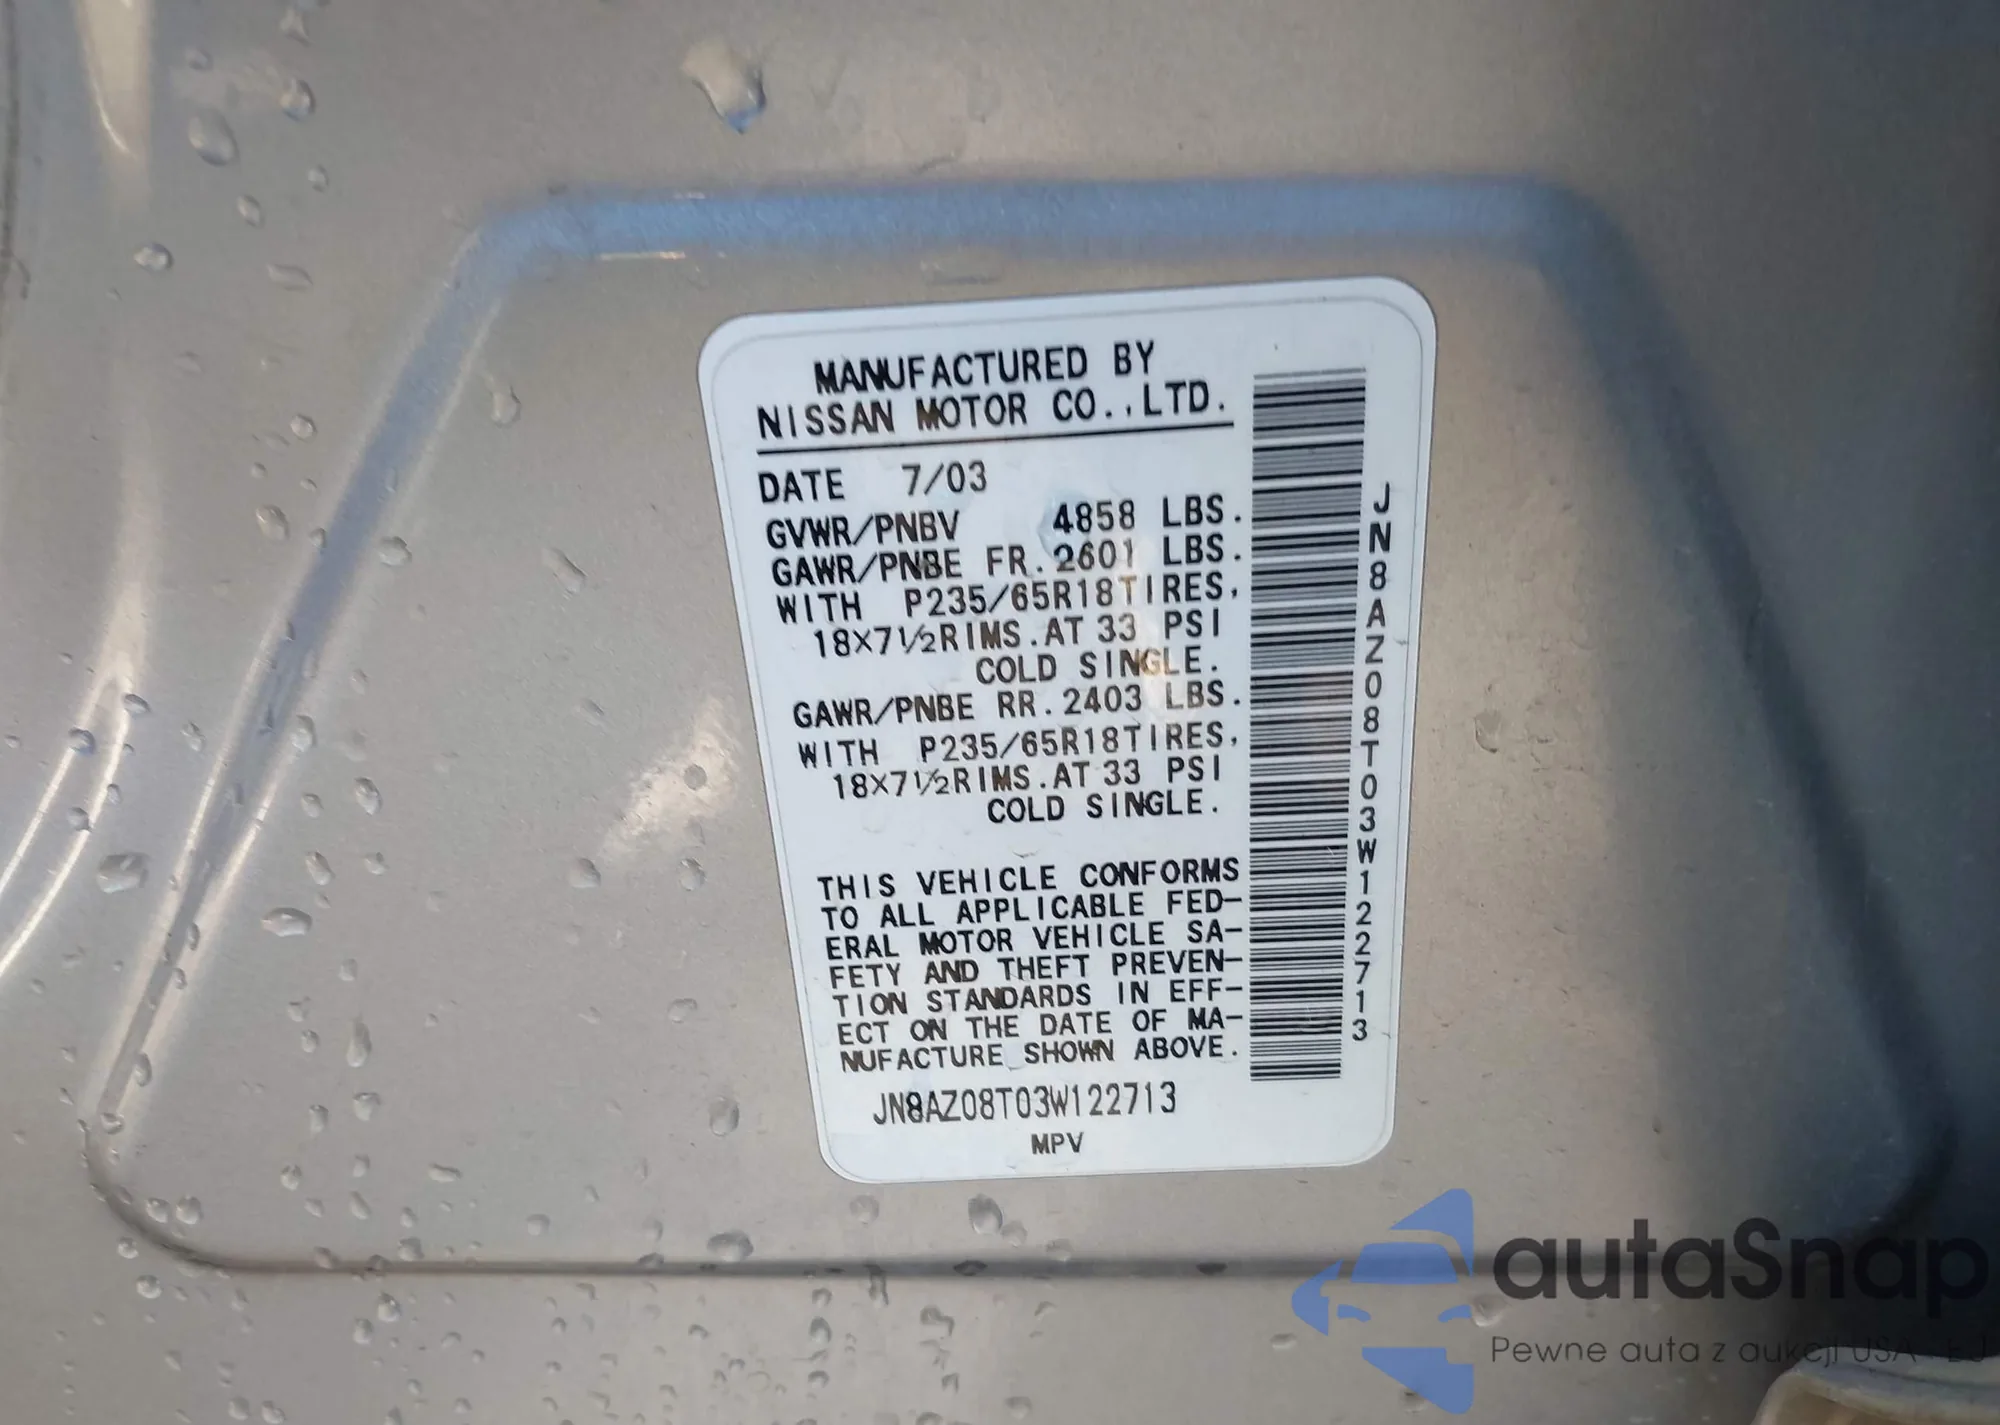 MANUFACTURED BY
NISSAN MOTOR CO.,LTD.
DATE 7/03
GVWR/PNBV 4858 LBS.
GAWR/PNBE FR. 2601 LBS.
WITH P235/65R18TIRES,
18X7½RIMS.AT 33 PSI
COLD SINGLE.
GAWR/PNBE RR. 2403 LBS.
WITH P235/65R18TIRES,
18X7½RIMS.AT 33 PSI
COLD SINGLE.
THIS VEHICLE CONFORMS
TO ALL APPLICABLE FED-
ERAL MOTOR VEHICLE SA-
FETY AND THEFT PREVEN-
TION STANDARDS IN EFF-
ECT ON THE DATE OF MA-
NUFACTURE SHOWN ABOVE.
JN8AZ08T03W122713
MPV
JN8AZ08T03W122713
autaSnap
Pewne auta z aukcji USA